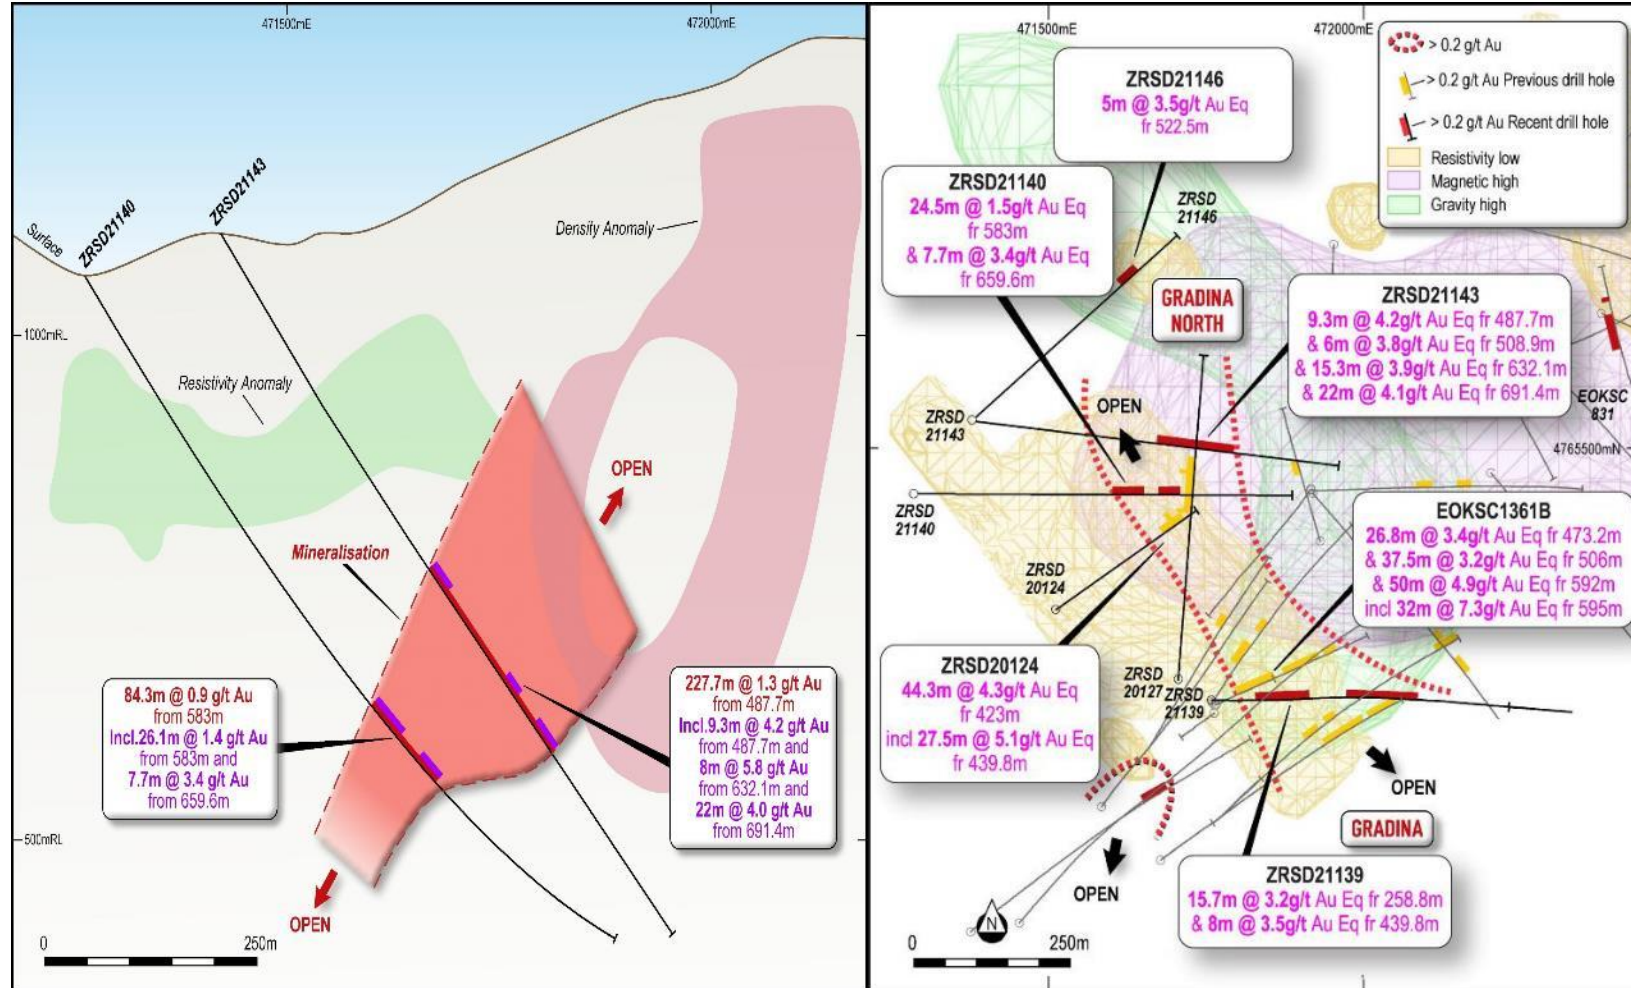 471500mE
472000mE
ZRSD21140
ZRSD21143
Surface
Density Anomaly
1000mRL
Resistivity Anomaly
OPEN
Mineralisation
84.3m @ 0.9 g/t Au
from 583m
Incl.26.1m @ 1.4 g/t Au
from 583m and
7.7m @ 3.4 g/t Au
from 659.6m
227.7m @ 1.3 g/t Au
from 487.7m
Incl.9.3m @ 4.2 g/t Au
from 487.7m and
8m @ 5.8 g/t Au
from 632.1m and
22m @ 4.0 g/t Au
from 691.4m
500mRL
OPEN
0
250m
471500mE
472000mE
> 0.2 g/t Au
> 0.2 g/t Au Previous drill hole
> 0.2 g/t Au Recent drill hole
Resistivity low
Magnetic high
Gravity high
ZRSD21146
5m @ 3.5g/t Au Eq
fr 522.5m
ZRSD21140
24.5m @ 1.5g/t Au Eq
fr 583m
& 7.7m @ 3.4g/t Au Eq
fr 659.6m
ZRSD
21146
GRADINA
NORTH
ZRSD21143
9.3m @ 4.2g/t Au Eq fr 487.7m
& 6m @ 3.8g/t Au Eq fr 508.9m
& 15.3m @ 3.9g/t Au Eq fr 632.1m
& 22m @ 4.1g/t Au Eq fr 691.4m
EOKSC
831
OPEN
ZRSD
21143
4765500mN
ZRSD
21140
EOKSC1361B
26.8m @ 3.4g/t Au Eq fr 473.2m
& 37.5m @ 3.2g/t Au Eq fr 506m
& 50m @ 4.9g/t Au Eq fr 592m
incl 32m @ 7.3g/t Au Eq fr 595m
ZRSD
20124
ZRSD20124
44.3m @ 4.3g/t Au Eq
fr 423m
incl 27.5m @ 5.1g/t Au Eq
fr 439.8m
ZRSD
20127
ZRSD
21139
OPEN
GRADINA
OPEN
ZRSD21139
15.7m @ 3.2g/t Au Eq fr 258.8m
& 8m @ 3.5g/t Au Eq fr 439.8m
N
0
250m